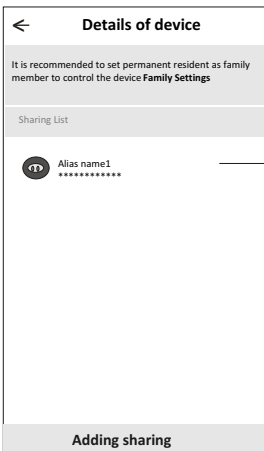 Details of device
It is recommended to set permanent resident as family
member to control the device Family Settings
Sharing List
Alias name1
************
Adding sharing